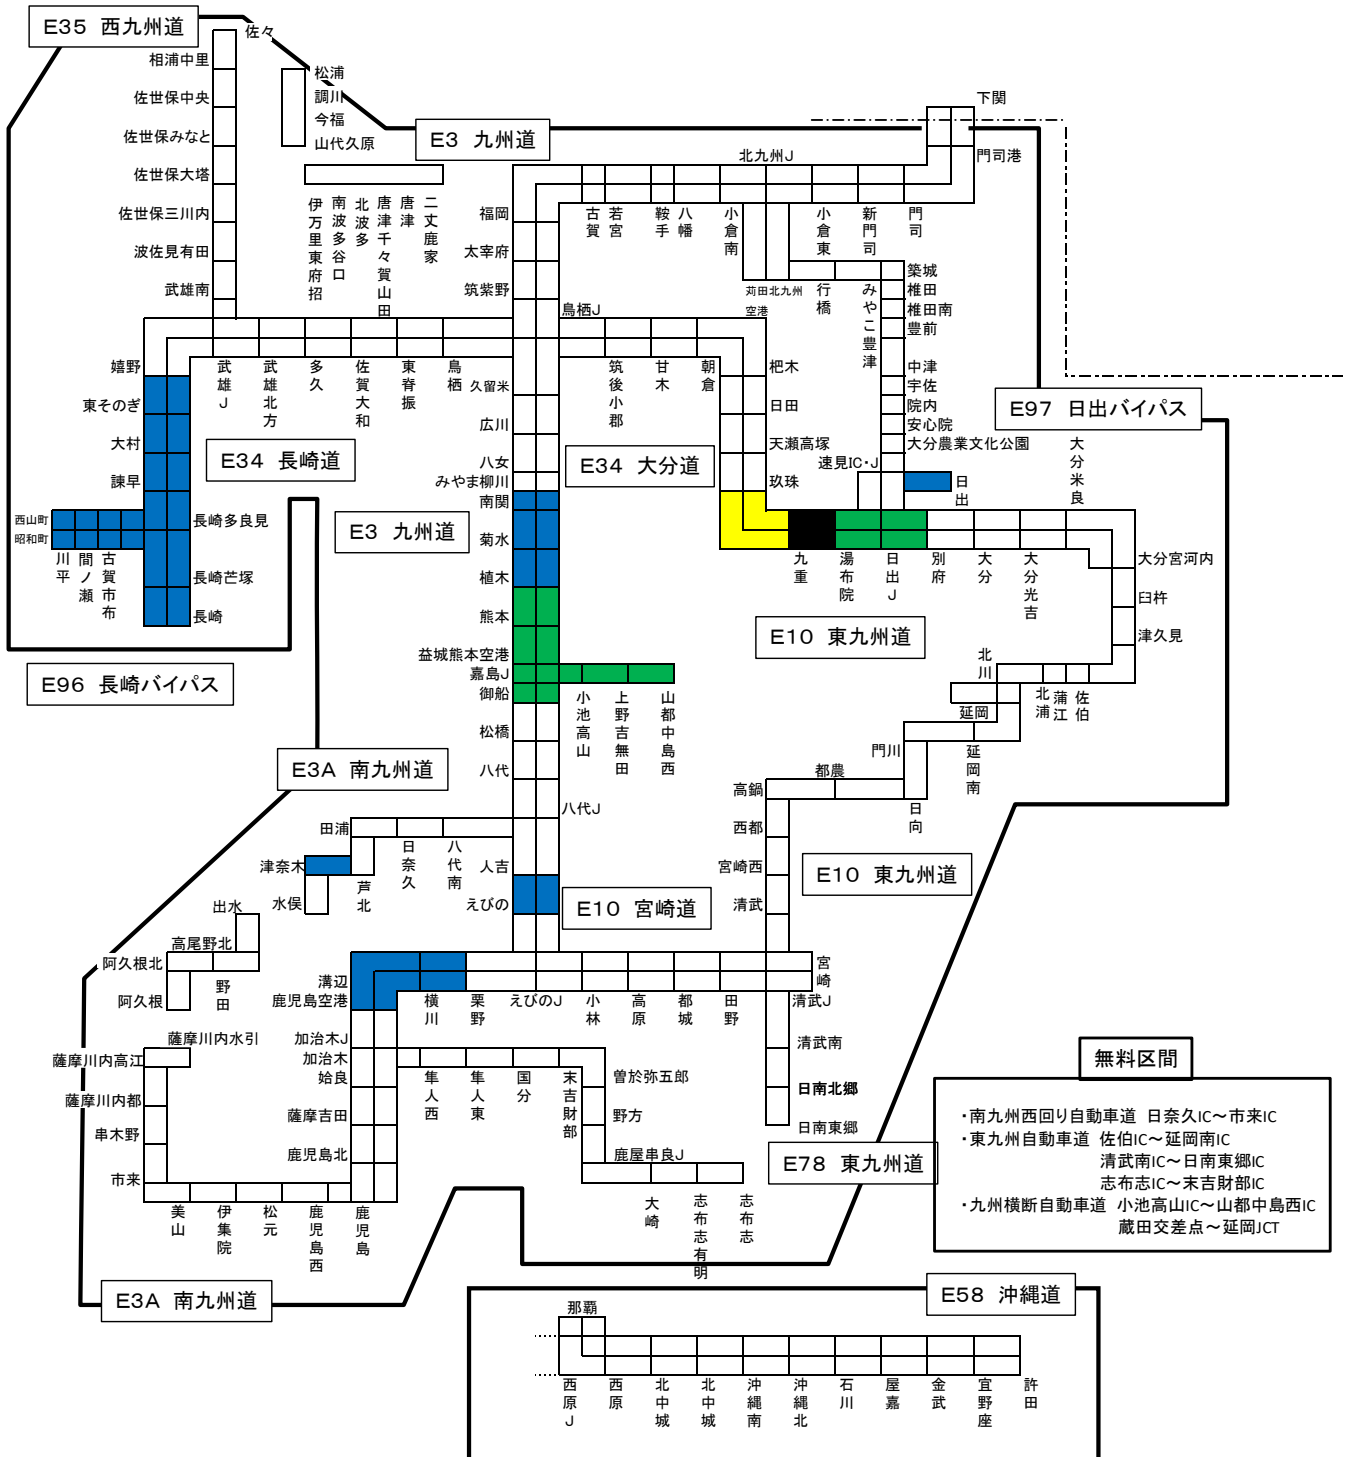 E35 西九州道
佐々
相浦中里
佐世保中央
佐世保みなと
佐世保大塔
佐世保三川内
波佐見有田
武雄南
松浦
調川
今福
山代久原
伊万里東府招
南波多谷口
北波多
唐津千々賀山田
唐津
二丈鹿家
E3 九州道
下関
門司港
北九州J
福岡
太宰府
筑紫野
鳥栖J
古賀
若宮
鞍手
八幡
小倉南
小倉東
新門司
門司
苅田北九州
空港
行橋
みやこ豊津
築城
椎田
椎田南
豊前
中津
宇佐
院内
安心院
大分農業文化公園
速見IC・J
日出
E97 日出バイパス
嬉野
東そのぎ
大村
諫早
武雄J
武雄北方
多久
佐賀大和
東脊振
鳥栖
久留米
広川
八女
みやま柳川
南関
菊水
植木
熊本
益城熊本空港
嘉島J
御船
松橋
八代
八代J
人吉
えびの
筑後小郡
甘木
朝倉
杷木
日田
天瀬高塚
玖珠
E34 長崎道
E34 大分道
E3 九州道
西山町
昭和町
川平
間ノ瀬
古賀市布
長崎多良見
長崎芒塚
長崎
E96 長崎バイパス
九重
湯布院
日出J
別府
大分
大分光吉
大分米良
大分宮河内
臼杵
津久見
E10 東九州道
小池高山
上野吉無田
山都中島西
北川
北浦
蒲江
佐伯
延岡
延岡南
門川
日向
都農
高鍋
西都
宮崎西
清武
E10 東九州道
E3A 南九州道
田浦
日奈久
八代南
津奈木
芦北
水俣
出水
高尾野北
阿久根北
阿久根
野田
E10 宮崎道
溝辺
鹿児島空港
横川
栗野
えびのJ
小林
高原
都城
田野
宮崎
清武J
清武南
日南北郷
日南東郷
加治木J
加治木
姶良
薩摩吉田
鹿児島北
隼人西
隼人東
国分
末吉財部
曽於弥五郎
野方
鹿屋串良J
大崎
志布志有明
志布志
E78 東九州道
薩摩川内水引
薩摩川内高江
薩摩川内都
串木野
市来
美山
伊集院
松元
鹿児島西
鹿児島
E3A 南九州道
無料区間
・南九州西回り自動車道 日奈久IC～市来IC
・東九州自動車道 佐伯IC～延岡南IC
清武南IC～日南東郷IC
志布志IC～末吉財部IC
・九州横断自動車道 小池高山IC～山都中島西IC
蔵田交差点～延岡JCT
E58 沖縄道
那覇
西原J
西原
北中城
北中城
沖縄南
沖縄北
石川
屋嘉
金武
宜野座
許田